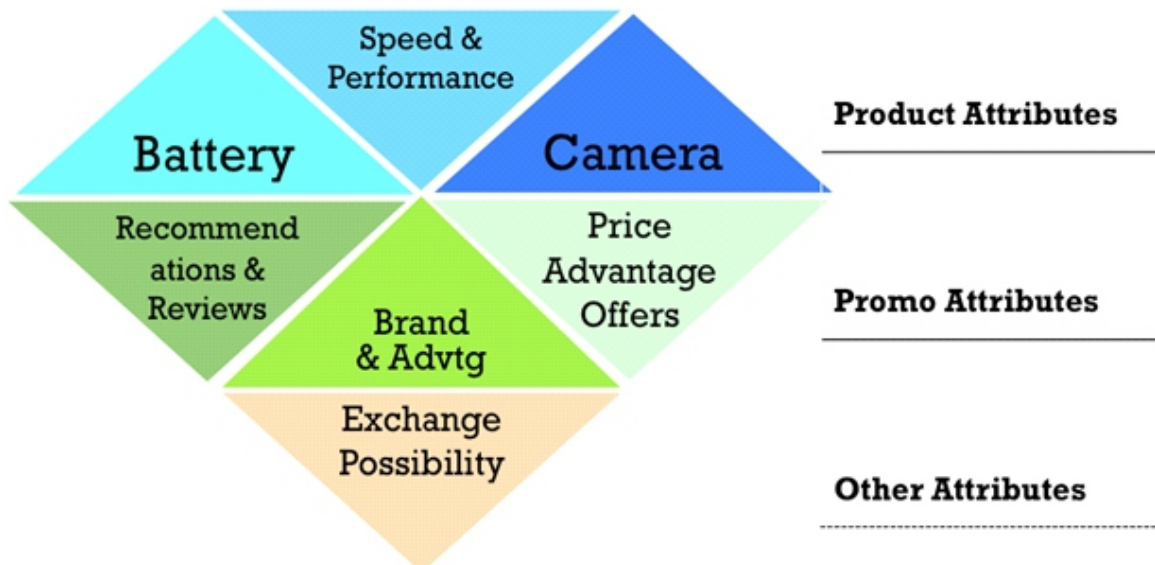 Speed &
Performance
Battery
Camera
Product Attributes
Recommend
ations &
Reviews
Brand
& Advtg
Price
Advantage
Offers
Promo Attributes
Exchange
Possibility
Other Attributes